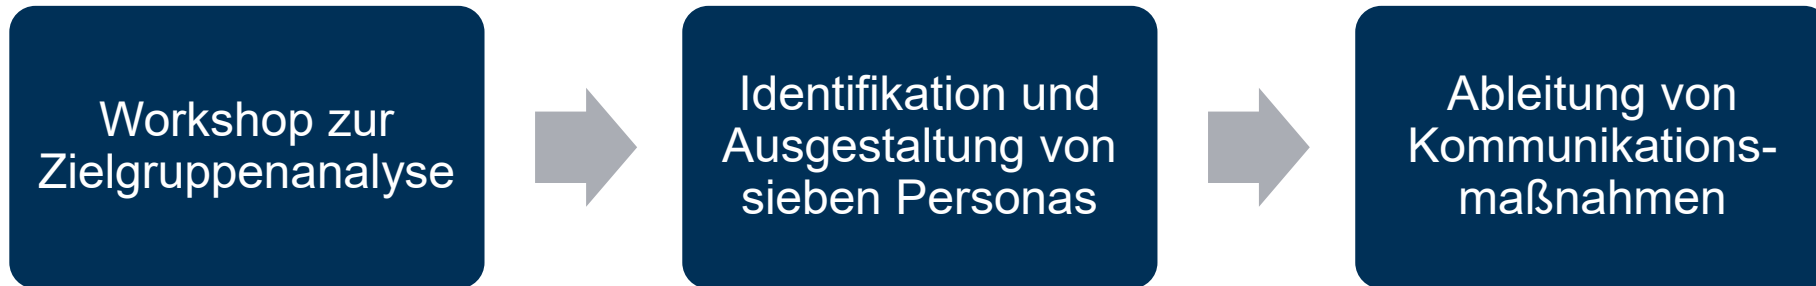 Workshop zur
Zielgruppenanalyse
Identifikation und
Ausgestaltung von
sieben Personas
Ableitung von
Kommunikations-
maßnahmen